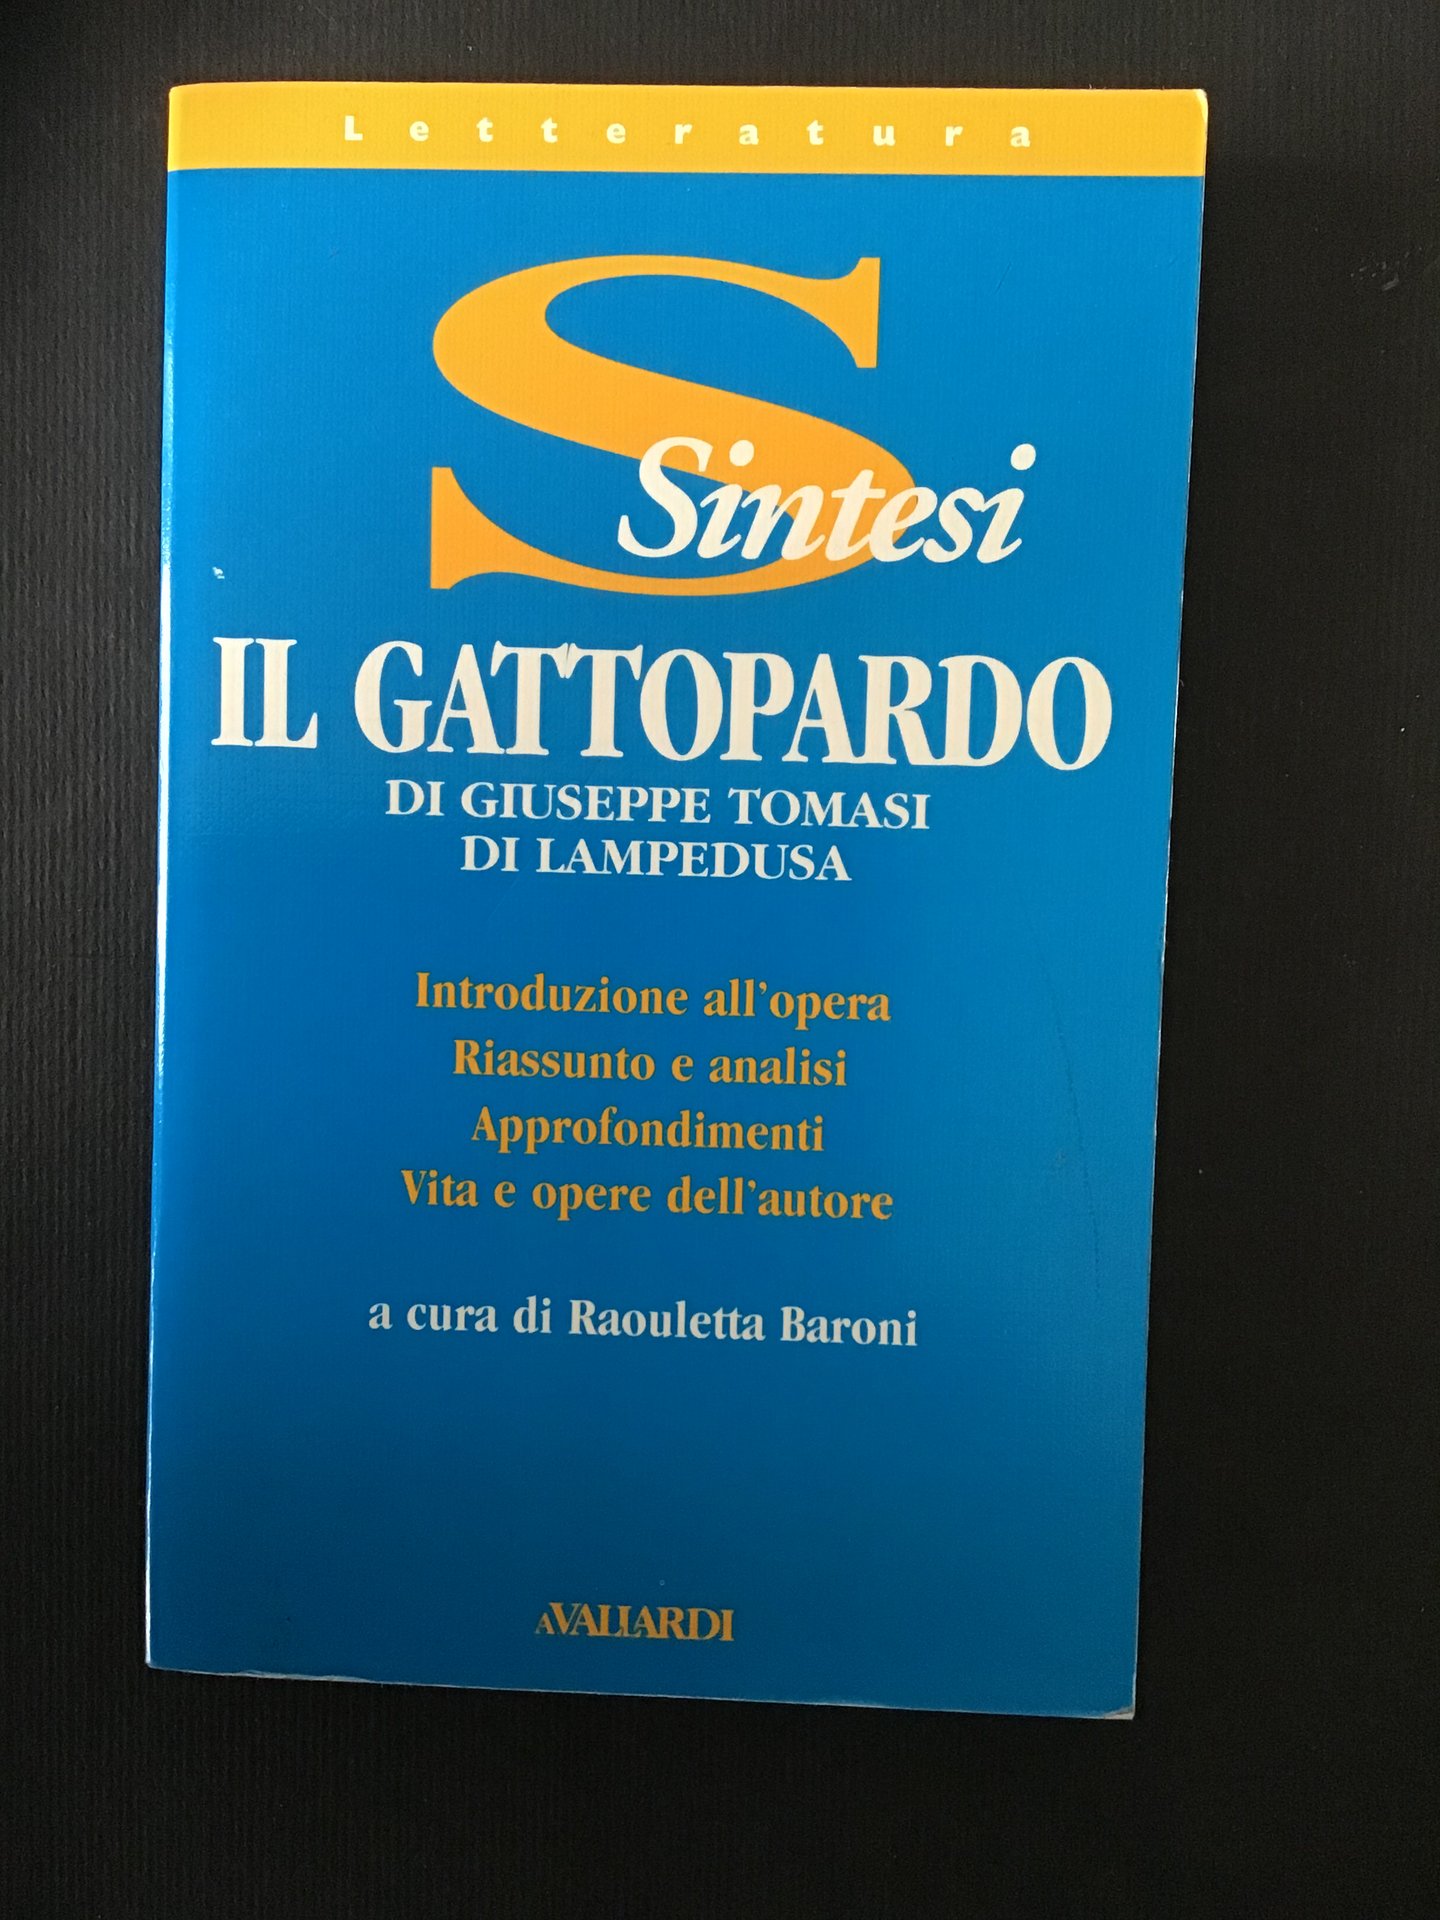 Letteratura
Sintesi
IL GATTOPARDO
DI GIUSEPPE TOMASI
DI LAMPEDUSA
Introduzione all'opera
Riassunto e analisi
Approfondimenti
Vita e opere dell'autore
a cura di Raouletta Baroni
A VALLARDI